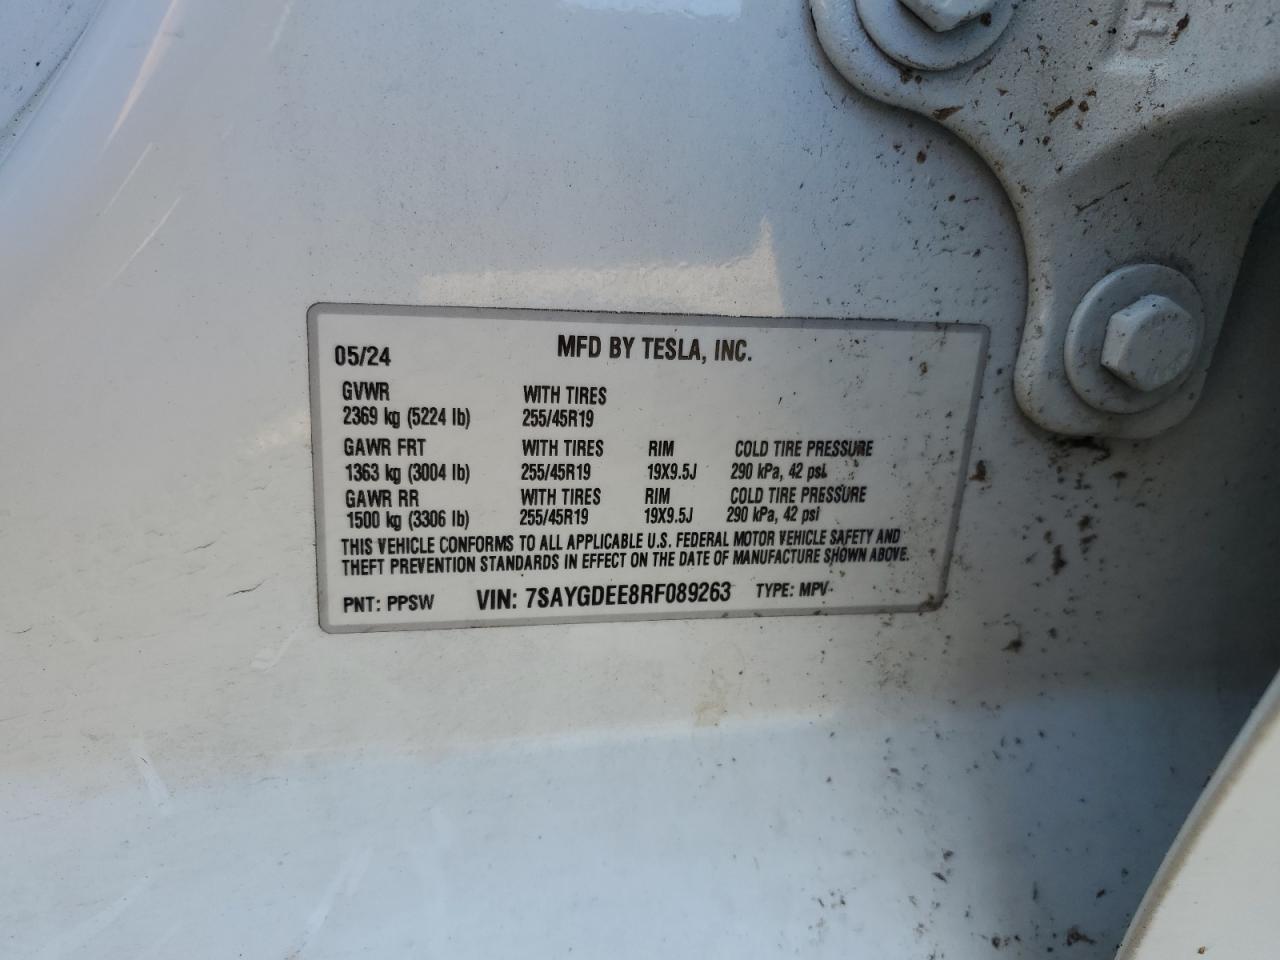 05/24 MFD BY TESLA, INC.
GVWR WITH TIRES
2369 kg (5224 lb) 255/45R19
GAWR FRT WITH TIRES RIM COLD TIRE PRESSURE
1363 kg (3004 lb) 255/45R19 19X9.5J 290 kPa, 42 psi
GAWR RR WITH TIRES RIM COLD TIRE PRESSURE
1500 kg (3306 lb) 255/45R19 19X9.5J 290 kPa, 42 psi
THIS VEHICLE CONFORMS TO ALL APPLICABLE U.S. FEDERAL MOTOR VEHICLE SAFETY AND
THEFT PREVENTION STANDARDS IN EFFECT ON THE DATE OF MANUFACTURE SHOWN ABOVE.
PNT: PPSW VIN: 7SAYGDEE8RF089263 TYPE: MPV